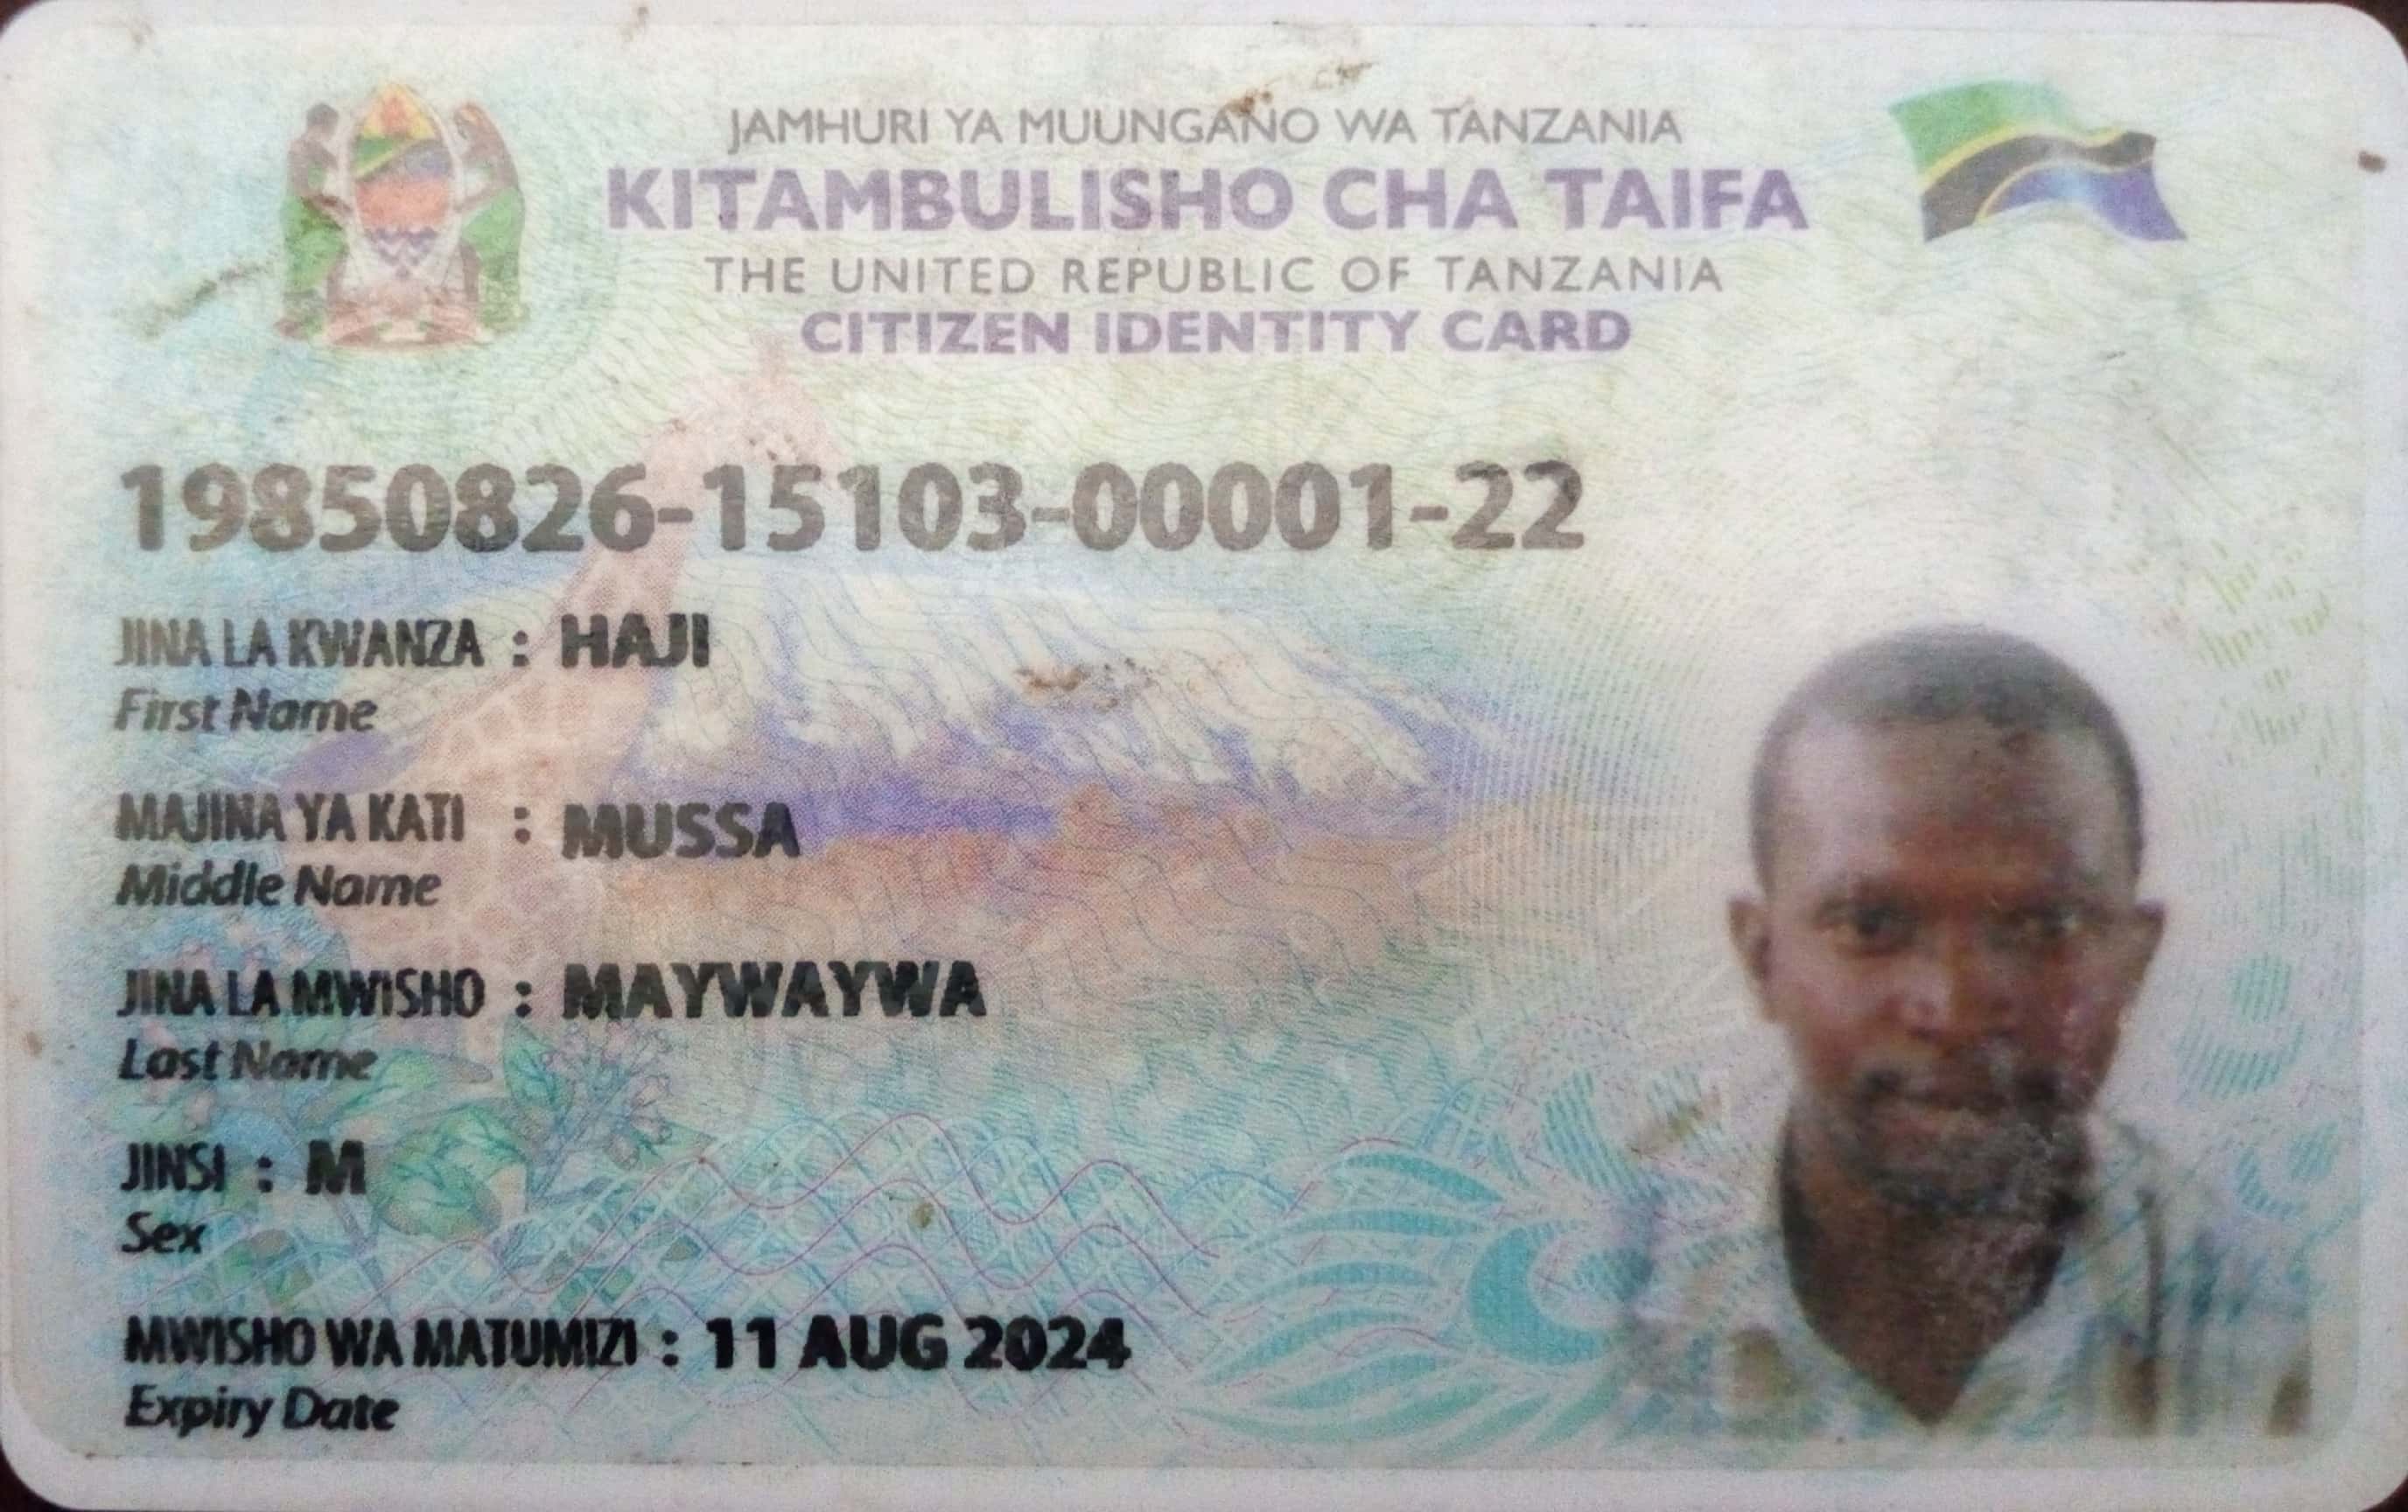 JAMHURI YA MUUNGANO WA TANZANIA
KITAMBULISHO CHA TAIFA
THE UNITED REPUBLIC OF TANZANIA
CITIZEN IDENTITY CARD
19850826-15103-00001-22
JINA LA KWANZA : HAJI
First Name
MAJINA YA KATI : MUSSA
Middle Name
JINA LA MWISHO : MAYWAYWA
Last Name
JINSI : M
Sex
MWISHO WA MATUMIZI : 11 AUG 2024
Expiry Date